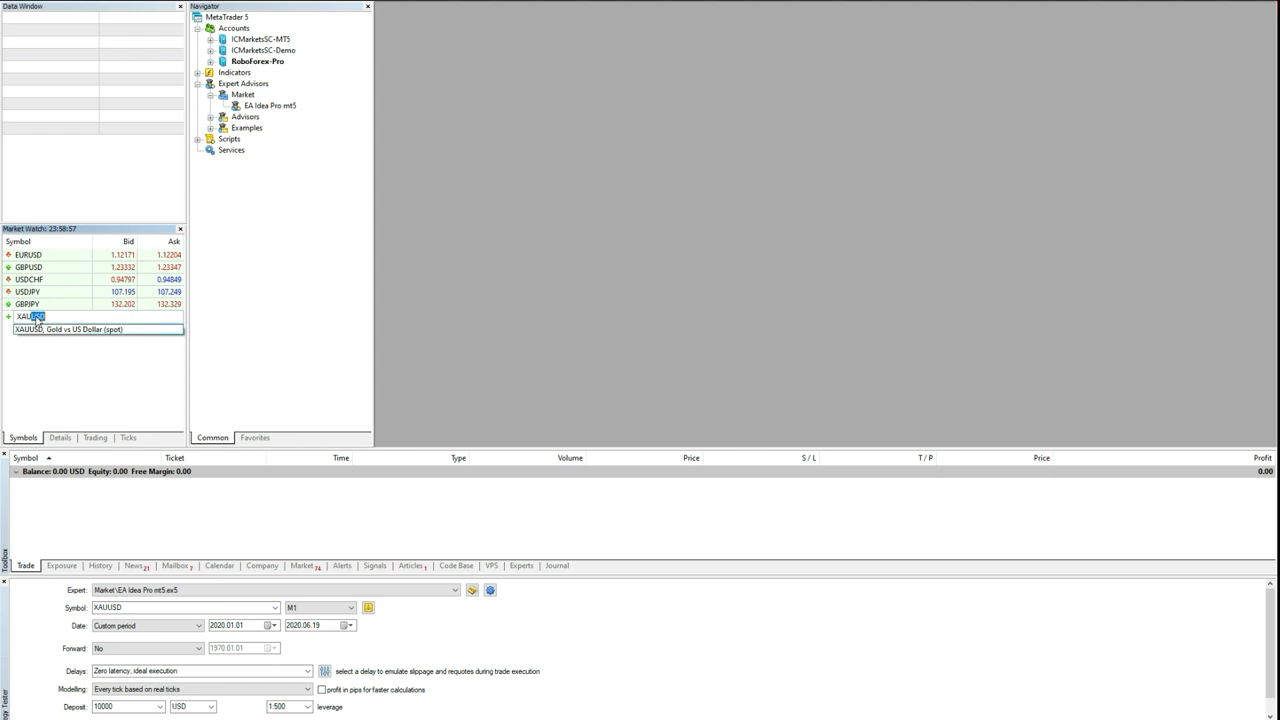 Data Window
Navigator
MetaTrader 5
Accounts
ICMarketsSC-MT5
ICMarketsSC-Demo
RoboForex-Pro
Indicators
Expert Advisors
Market
EA Idea Pro mt5
Advisors
Examples
Scripts
Services
Market Watch: 23:58:57
Symbol Bid Ask
EURUSD 1.12171 1.12204
GBPUSD 1.23332 1.23347
USDCHF 0.94797 0.94849
USDJPY 107.195 107.249
GBPJPY 132.202 132.329
XAUUSD
XAUUSD, Gold vs US Dollar (spot)
Symbols Details Trading Ticks
Common Favorites
Symbol Ticket Time Type Volume Price S / L T / P Price Profit
Balance: 0.00 USD Equity: 0.00 Free Margin: 0.00 0.00
Toolbox
Trade Exposure History News 21 Mailbox 7 Calendar Company Market 74 Alerts Signals Articles 1 Code Base VPS Experts Journal
Expert: Market\EA Idea Pro mt5.ex5
Symbol: XAUUSD M1
Date: Custom period 2020.01.01 2020.06.19
Forward: No 1970.01.01
Delays: Zero latency, ideal execution select a delay to emulate slippage and requotes during trade execution
Modelling: Every tick based on real ticks profit in pips for faster calculations
Deposit: 10000 USD 1:500 leverage
Tester